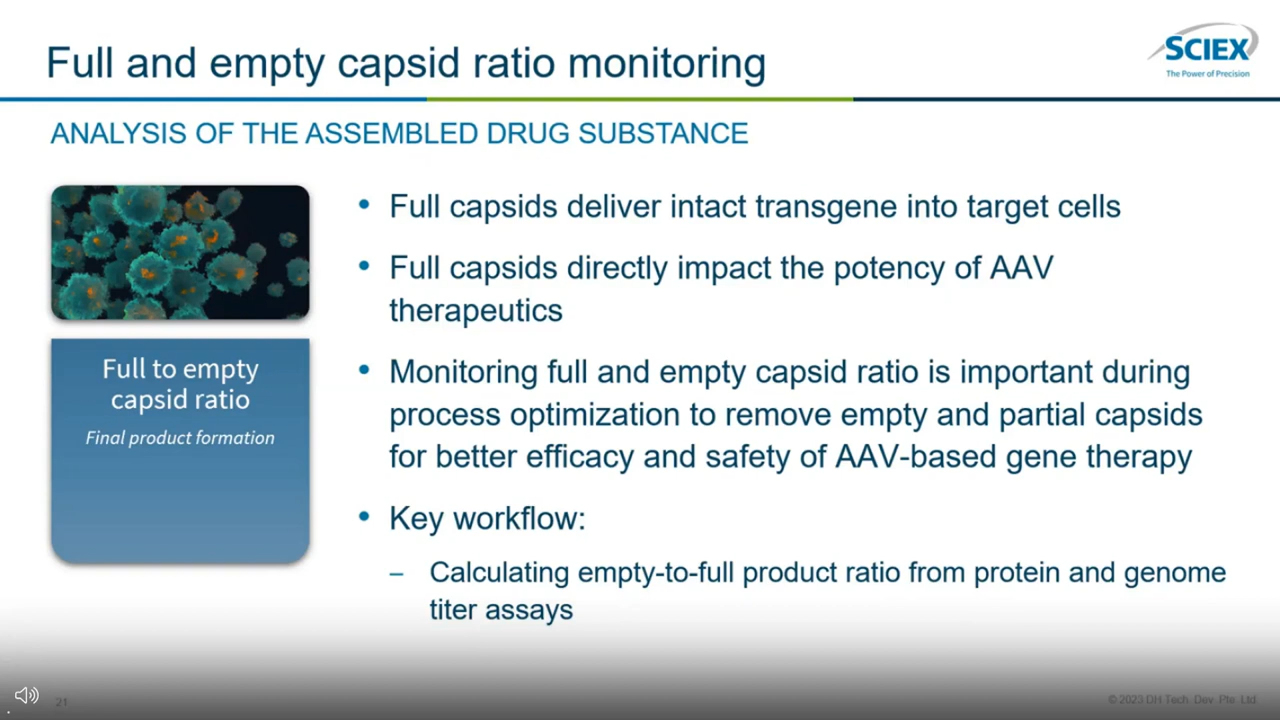 Full and empty capsid ratio monitoring
SCIEX
The Power of Precision
ANALYSIS OF THE ASSEMBLED DRUG SUBSTANCE
Full to empty
capsid ratio
Final product formation
• Full capsids deliver intact transgene into target cells
• Full capsids directly impact the potency of AAV
therapeutics
• Monitoring full and empty capsid ratio is important during
process optimization to remove empty and partial capsids
for better efficacy and safety of AAV-based gene therapy
• Key workflow:
– Calculating empty-to-full product ratio from protein and genome
titer assays
21
© 2023 DH Tech. Dev. Pte. Ltd.